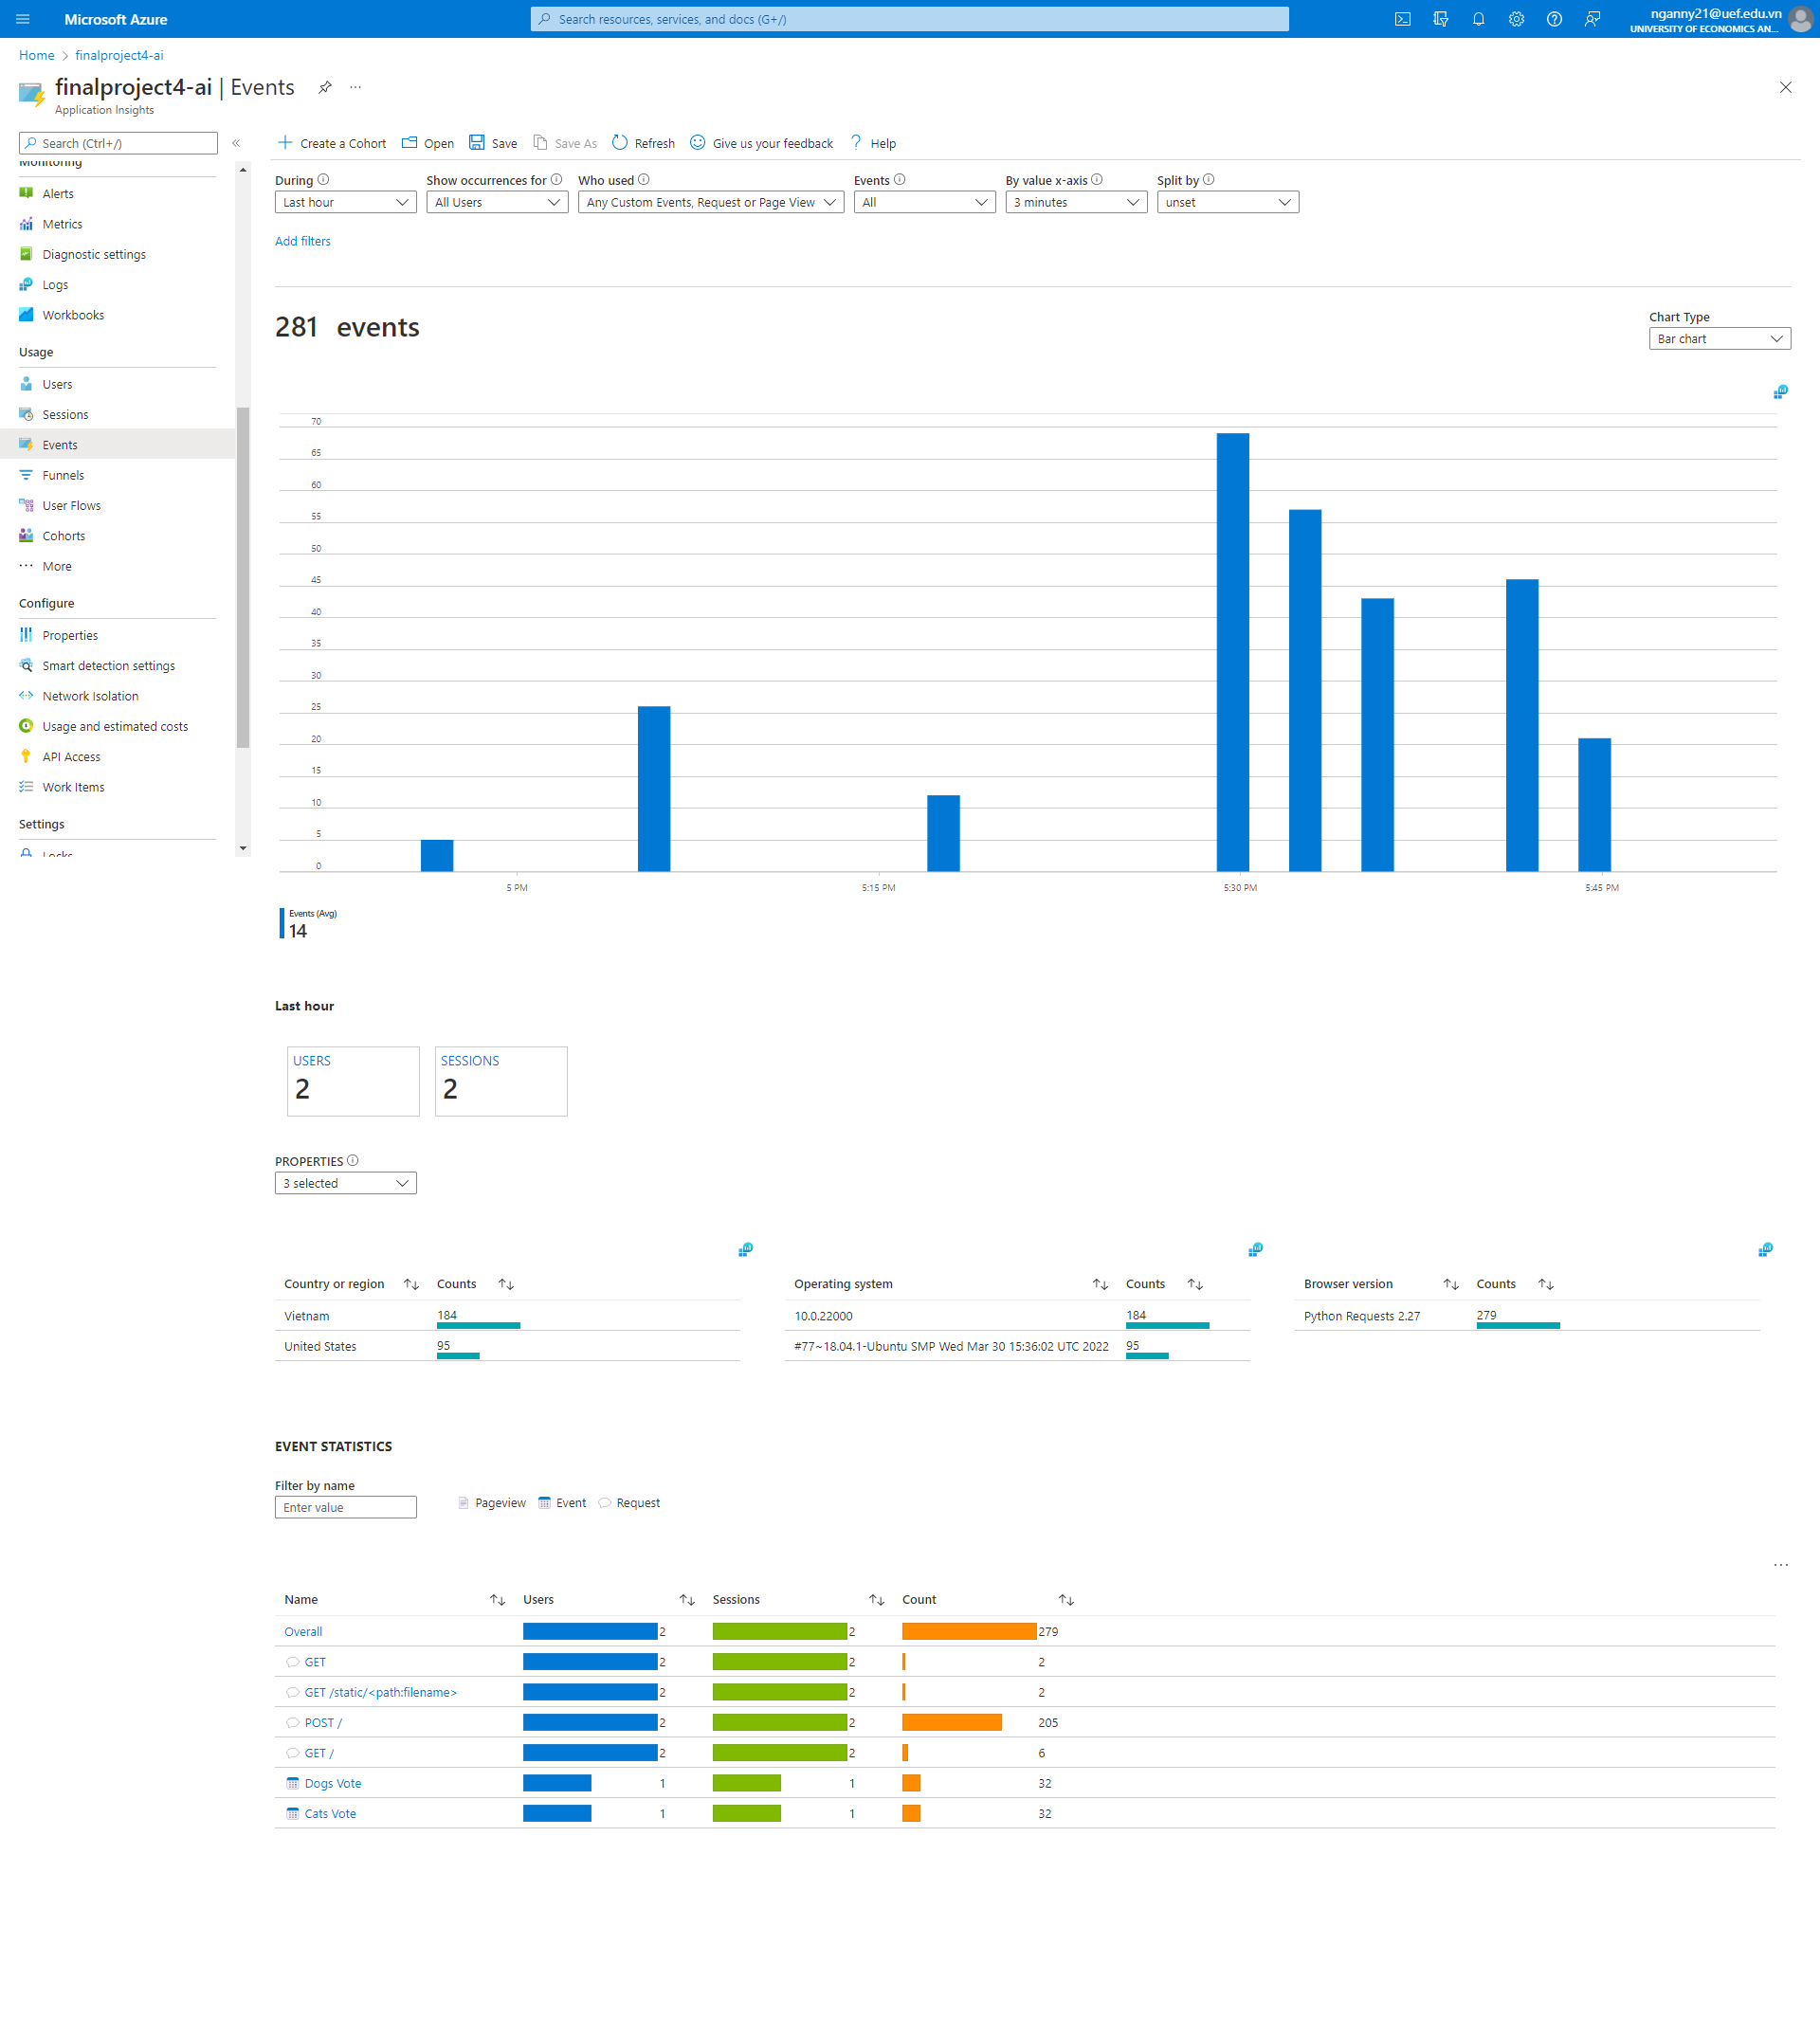 Microsoft Azure
Search resources, services, and docs (G+/)
nganny21@uef.edu.vn
UNIVERSITY OF ECONOMICS AN...
Home > finalproject4-ai
finalproject4-ai | Events
Application Insights
Search (Ctrl+/)
Monitoring
Alerts
Metrics
Diagnostic settings
Logs
Workbooks
Usage
Users
Sessions
Events
Funnels
User Flows
Cohorts
More
Configure
Properties
Smart detection settings
Network Isolation
Usage and estimated costs
API Access
Work Items
Settings
Locks
Create a Cohort Open Save Save As Refresh Give us your feedback ? Help
During Show occurrences for Who used Events By value x-axis Split by
Last hour All Users Any Custom Events, Request or Page View All 3 minutes unset
Add filters
281 events
Chart Type
Bar chart
70
65
60
55
50
45
40
35
30
25
20
15
10
5
0
5 PM 5:15 PM 5:30 PM 5:45 PM
Events (Avg)
14
Last hour
USERS SESSIONS
2 2
PROPERTIES
3 selected
Country or region Counts Operating system Counts Browser version Counts
Vietnam 184 10.0.22000 184 Python Requests 2.27 279
United States 95 #77~18.04.1-Ubuntu SMP Wed Mar 30 15:36:02 UTC 2022 95
EVENT STATISTICS
Filter by name
Enter value
Pageview Event Request
Name Users Sessions Count
Overall 2 2 279
GET 2 2 2
GET /static/<path:filename> 2 2 2
POST / 2 2 205
GET / 2 2 6
Dogs Vote 1 1 32
Cats Vote 1 1 32